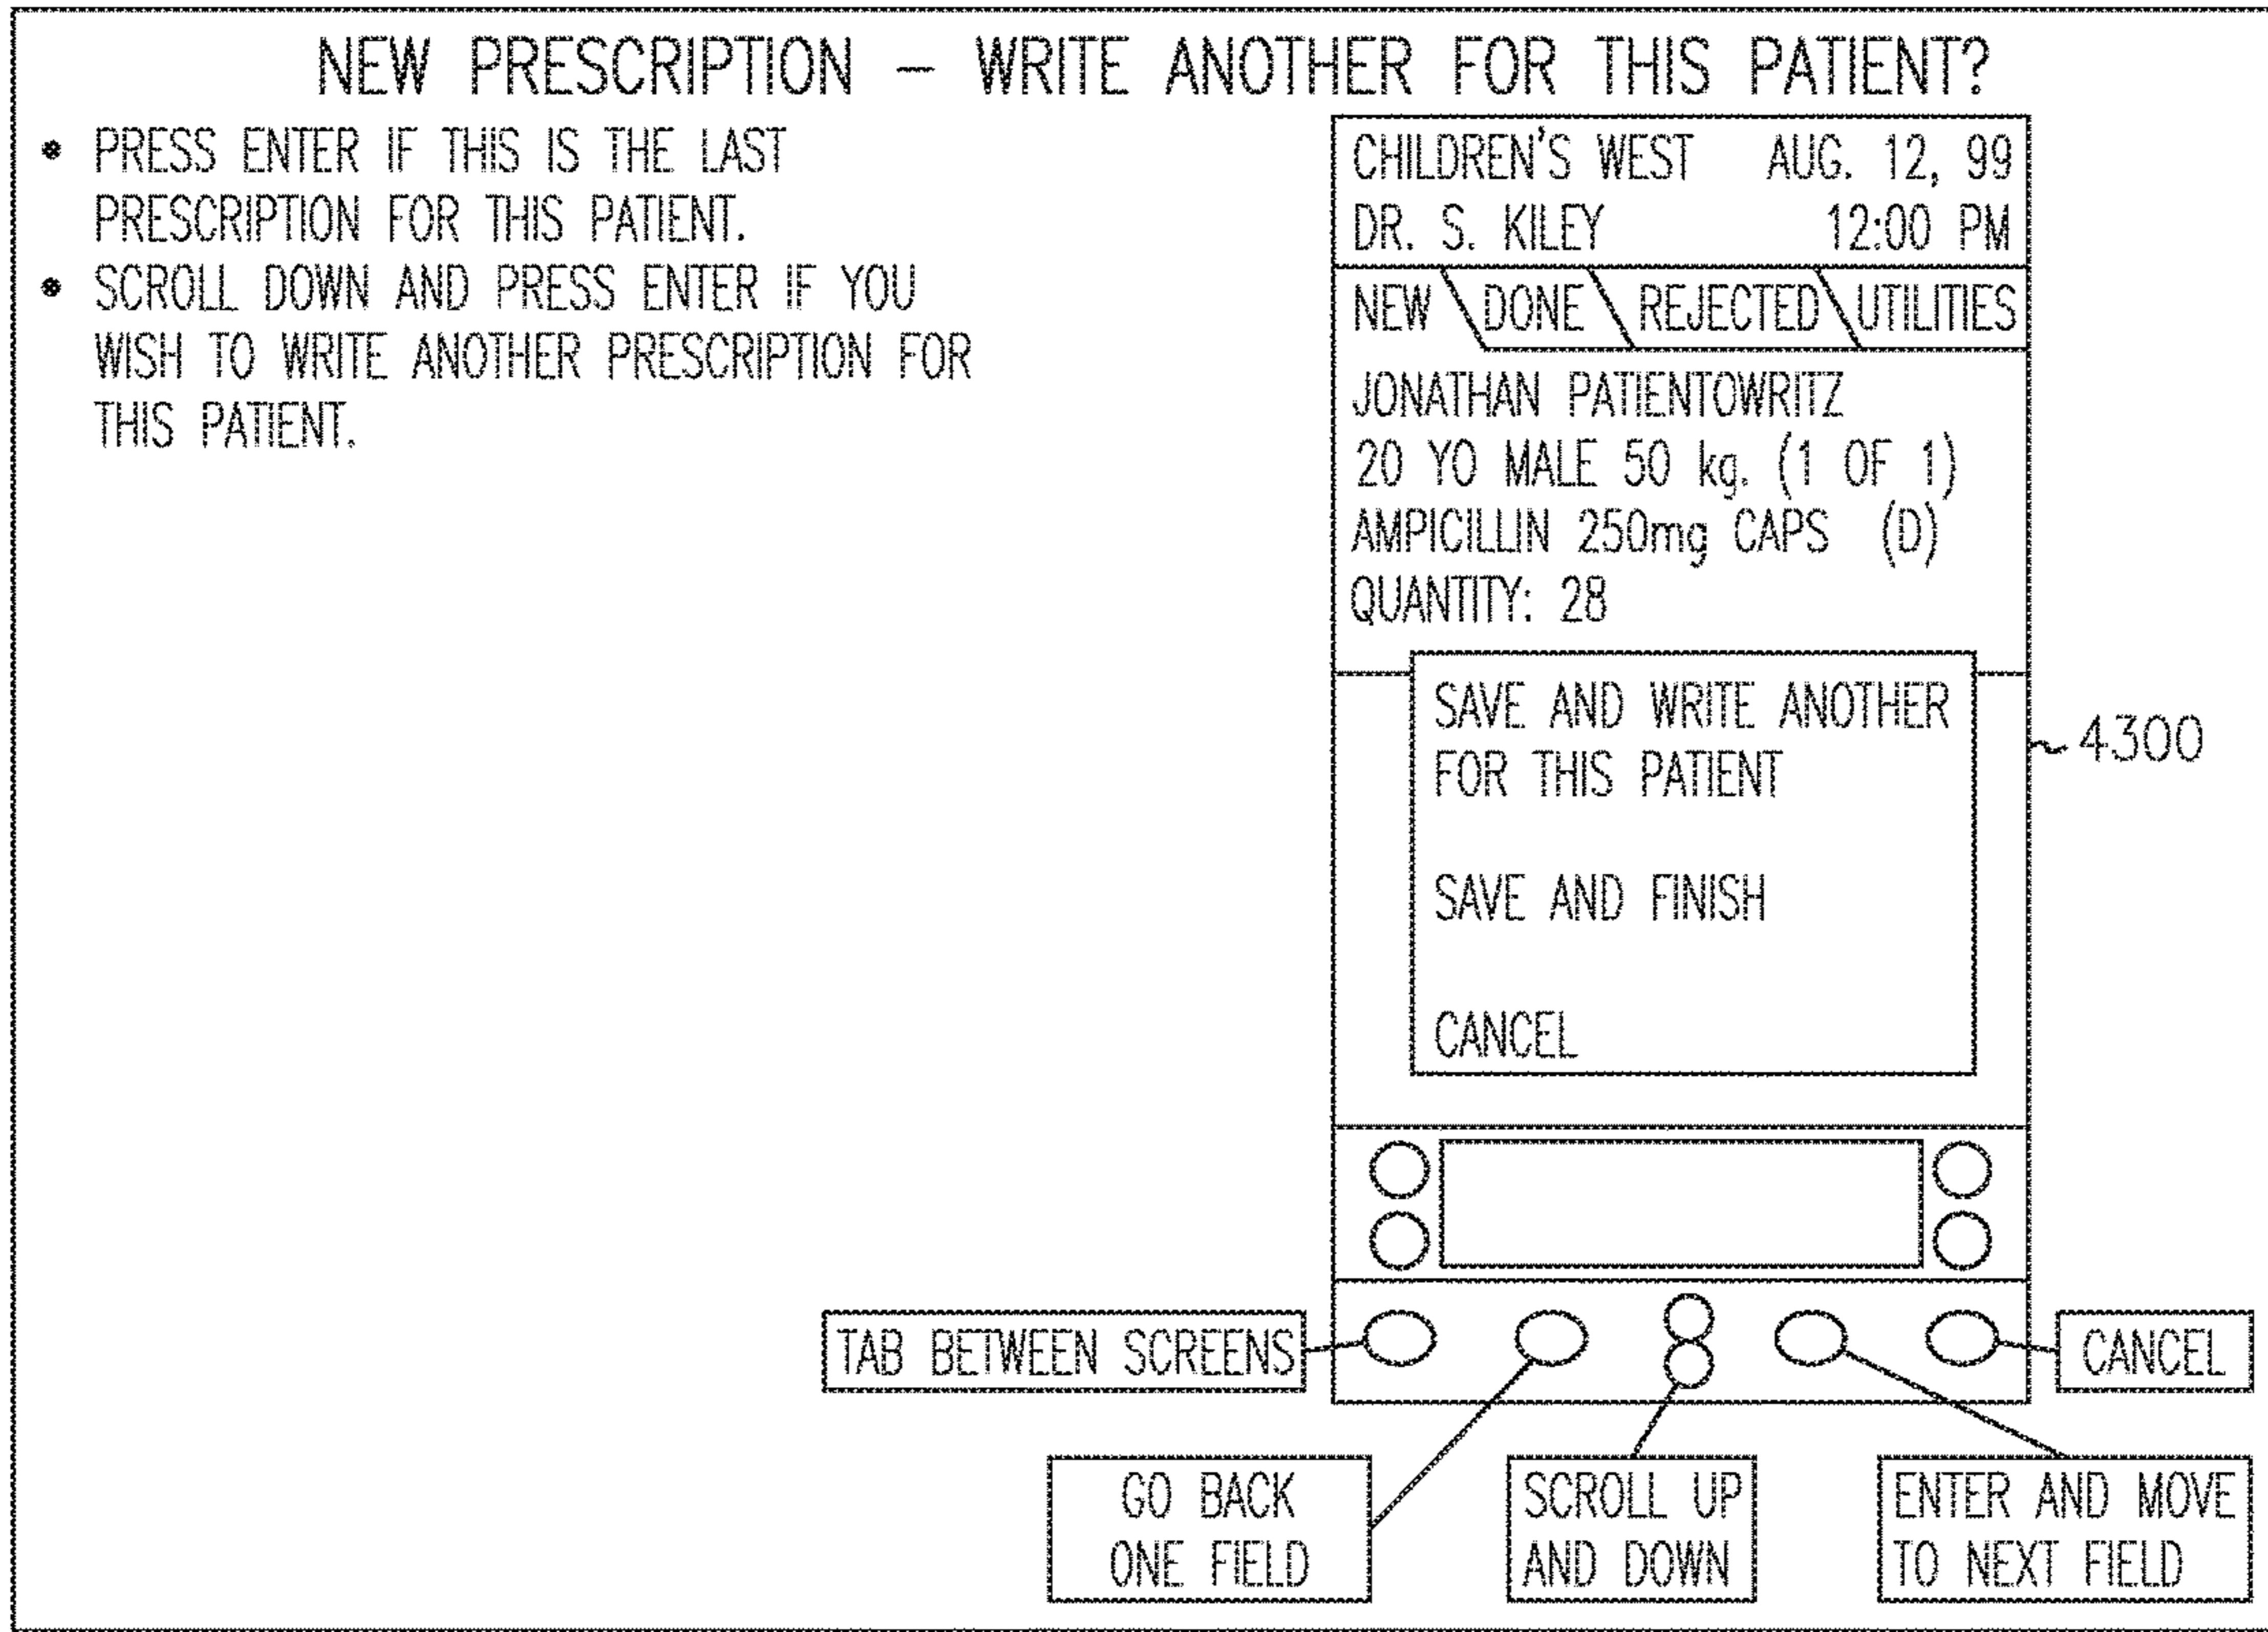 NEW PRESCRIPTION – WRITE ANOTHER FOR THIS PATIENT?
• PRESS ENTER IF THIS IS THE LAST
PRESCRIPTION FOR THIS PATIENT.
• SCROLL DOWN AND PRESS ENTER IF YOU
WISH TO WRITE ANOTHER PRESCRIPTION FOR
THIS PATIENT.
CHILDREN'S WEST AUG. 12, 99
DR. S. KILEY 12:00 PM
NEW DONE REJECTED UTILITIES
JONATHAN PATIENTOWRITZ
20 YO MALE 50 kg. (1 OF 1)
AMPICILLIN 250mg CAPS (D)
QUANTITY: 28
SAVE AND WRITE ANOTHER
FOR THIS PATIENT
SAVE AND FINISH
CANCEL
4300
TAB BETWEEN SCREENS
CANCEL
GO BACK
ONE FIELD
SCROLL UP
AND DOWN
ENTER AND MOVE
TO NEXT FIELD